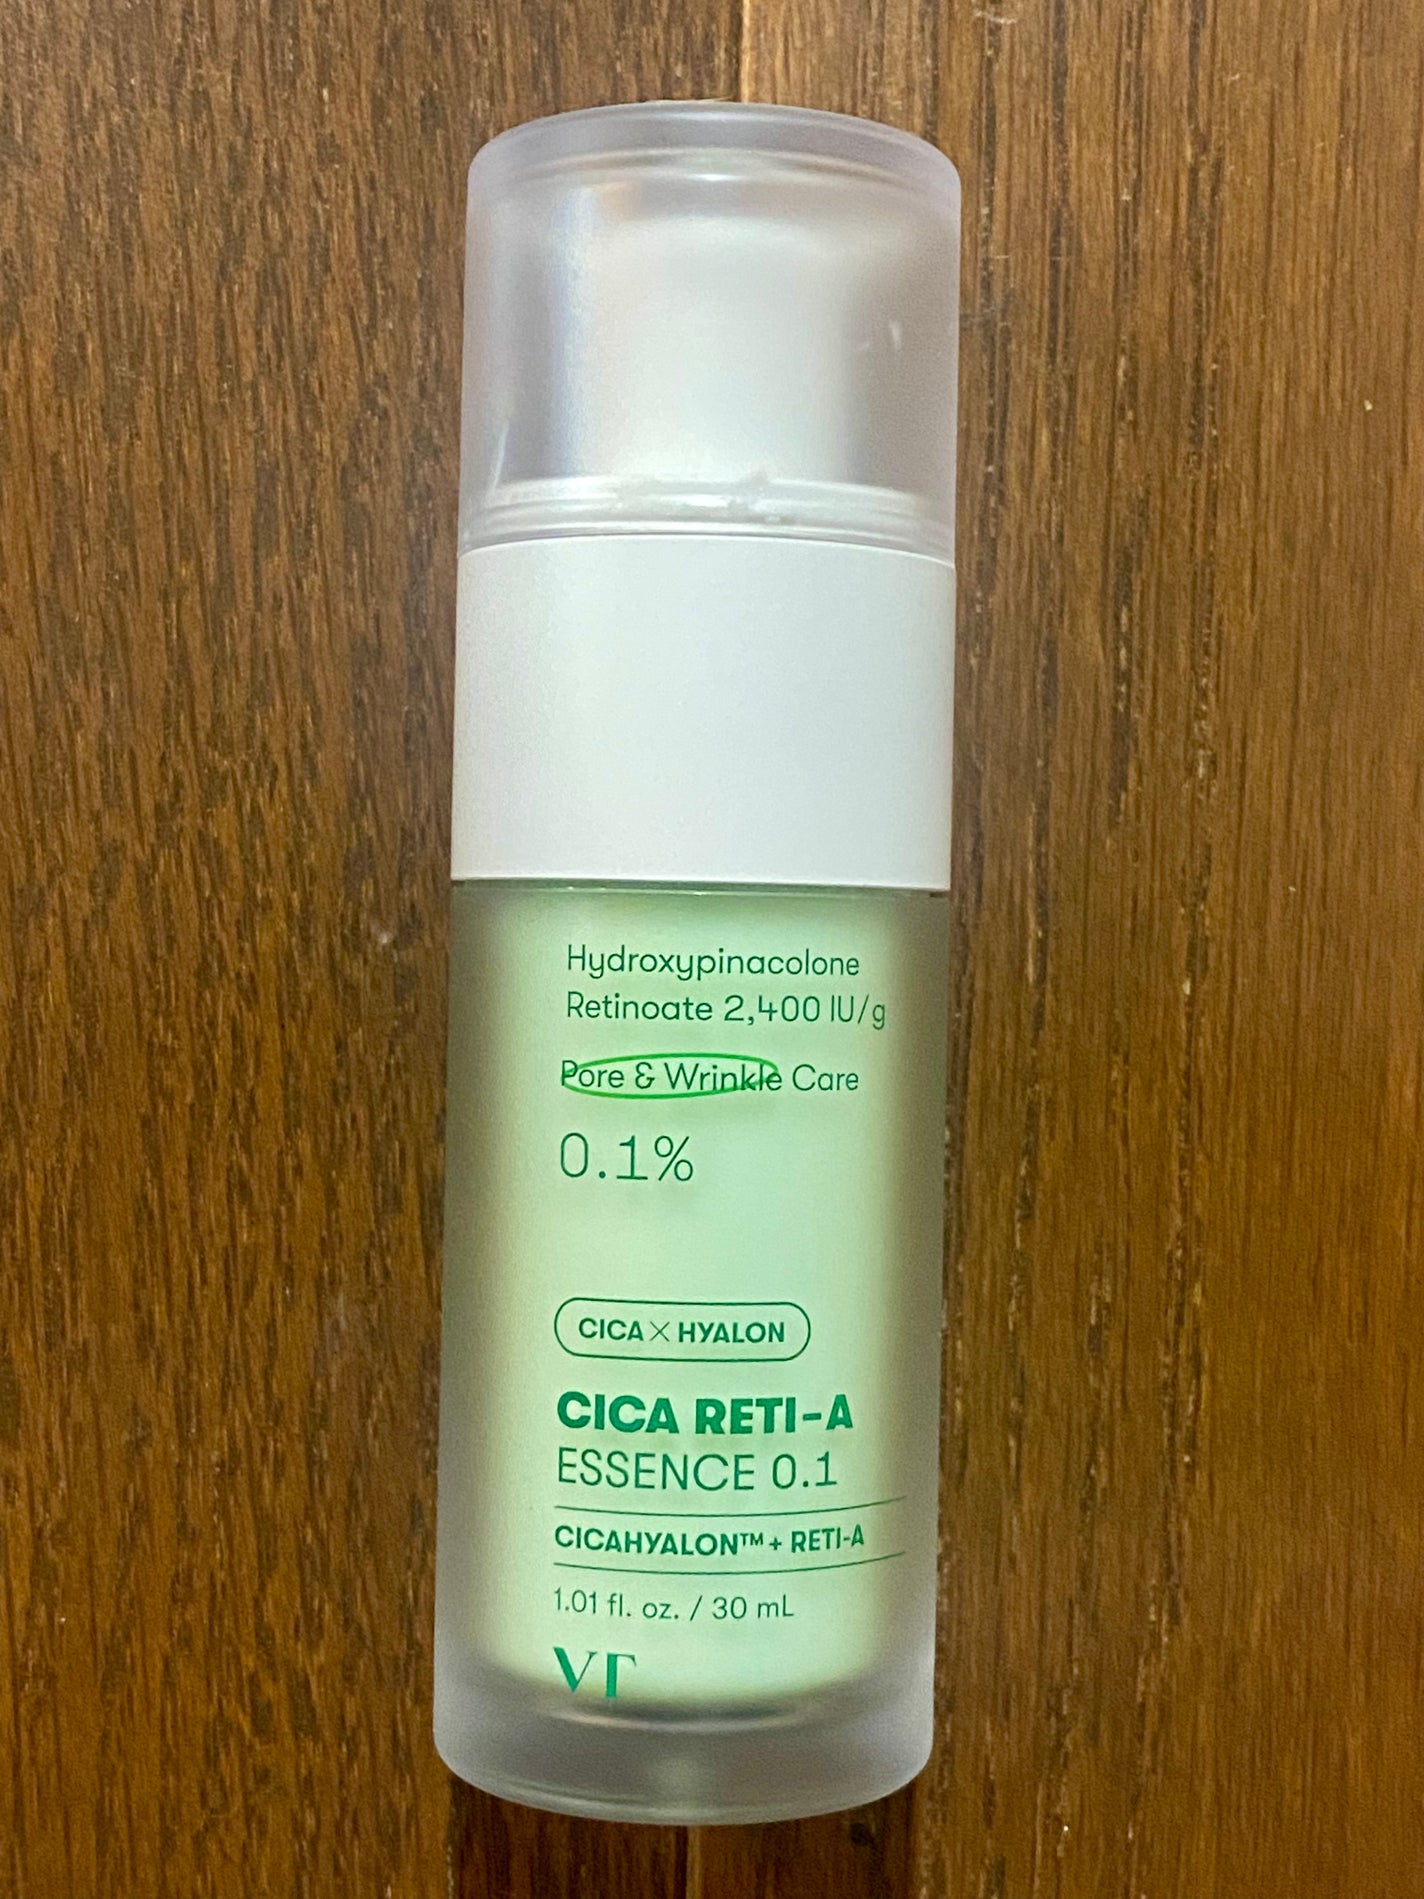 Hydroxypinacolone
Retinoate 2,400 IU/g
Pore & Wrinkle Care
0.1%
CICA×HYALON
CICA RETI-A
ESSENCE 0.1
CICAHYALON™ + RETI-A
1.01 fl. oz. / 30 mL
VT